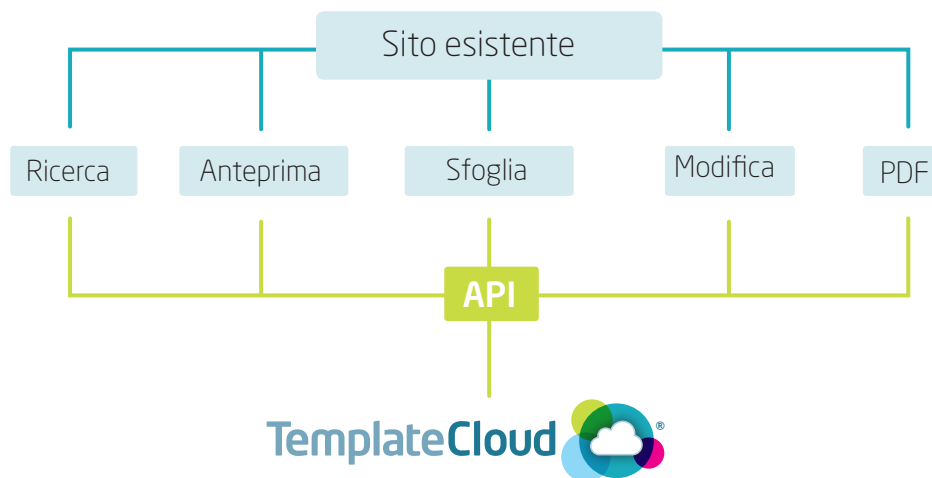 Sito esistente
Ricerca
Anteprima
Sfoglia
Modifica
PDF
API
TemplateCloud®